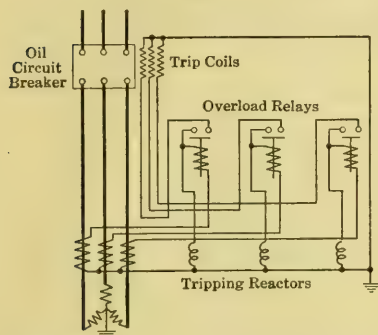 Oil
Circuit
Breaker
Trip Coils
Overload Relays
Tripping Reactors